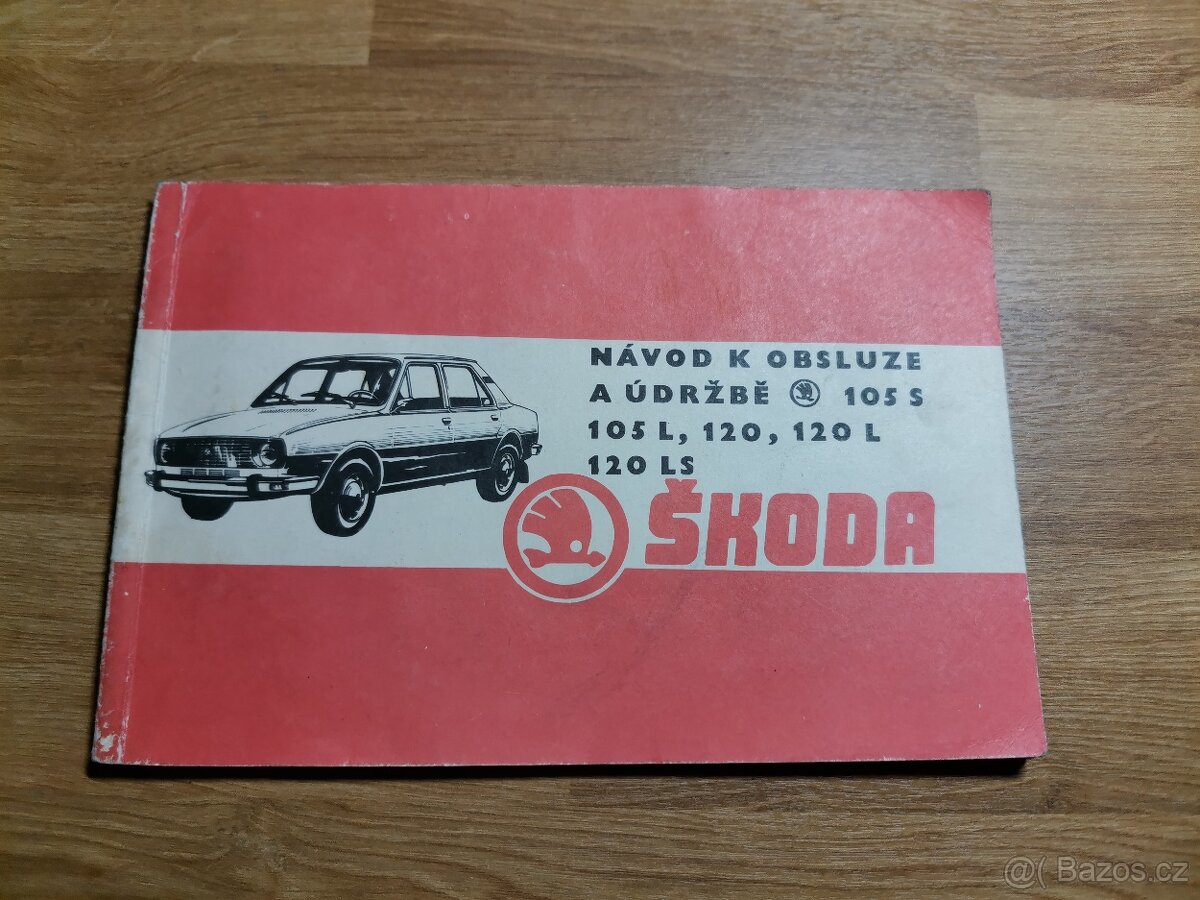 NÁVOD K OBSLUZE
A ÚDRŽBĚ 105 S
105 L, 120, 120 L
120 LS
ŠKODA
@( Bazos.cz